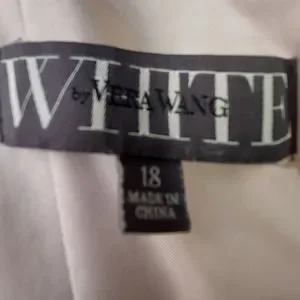 WHITE
by VERA WANG
18
MADE IN
CHINA